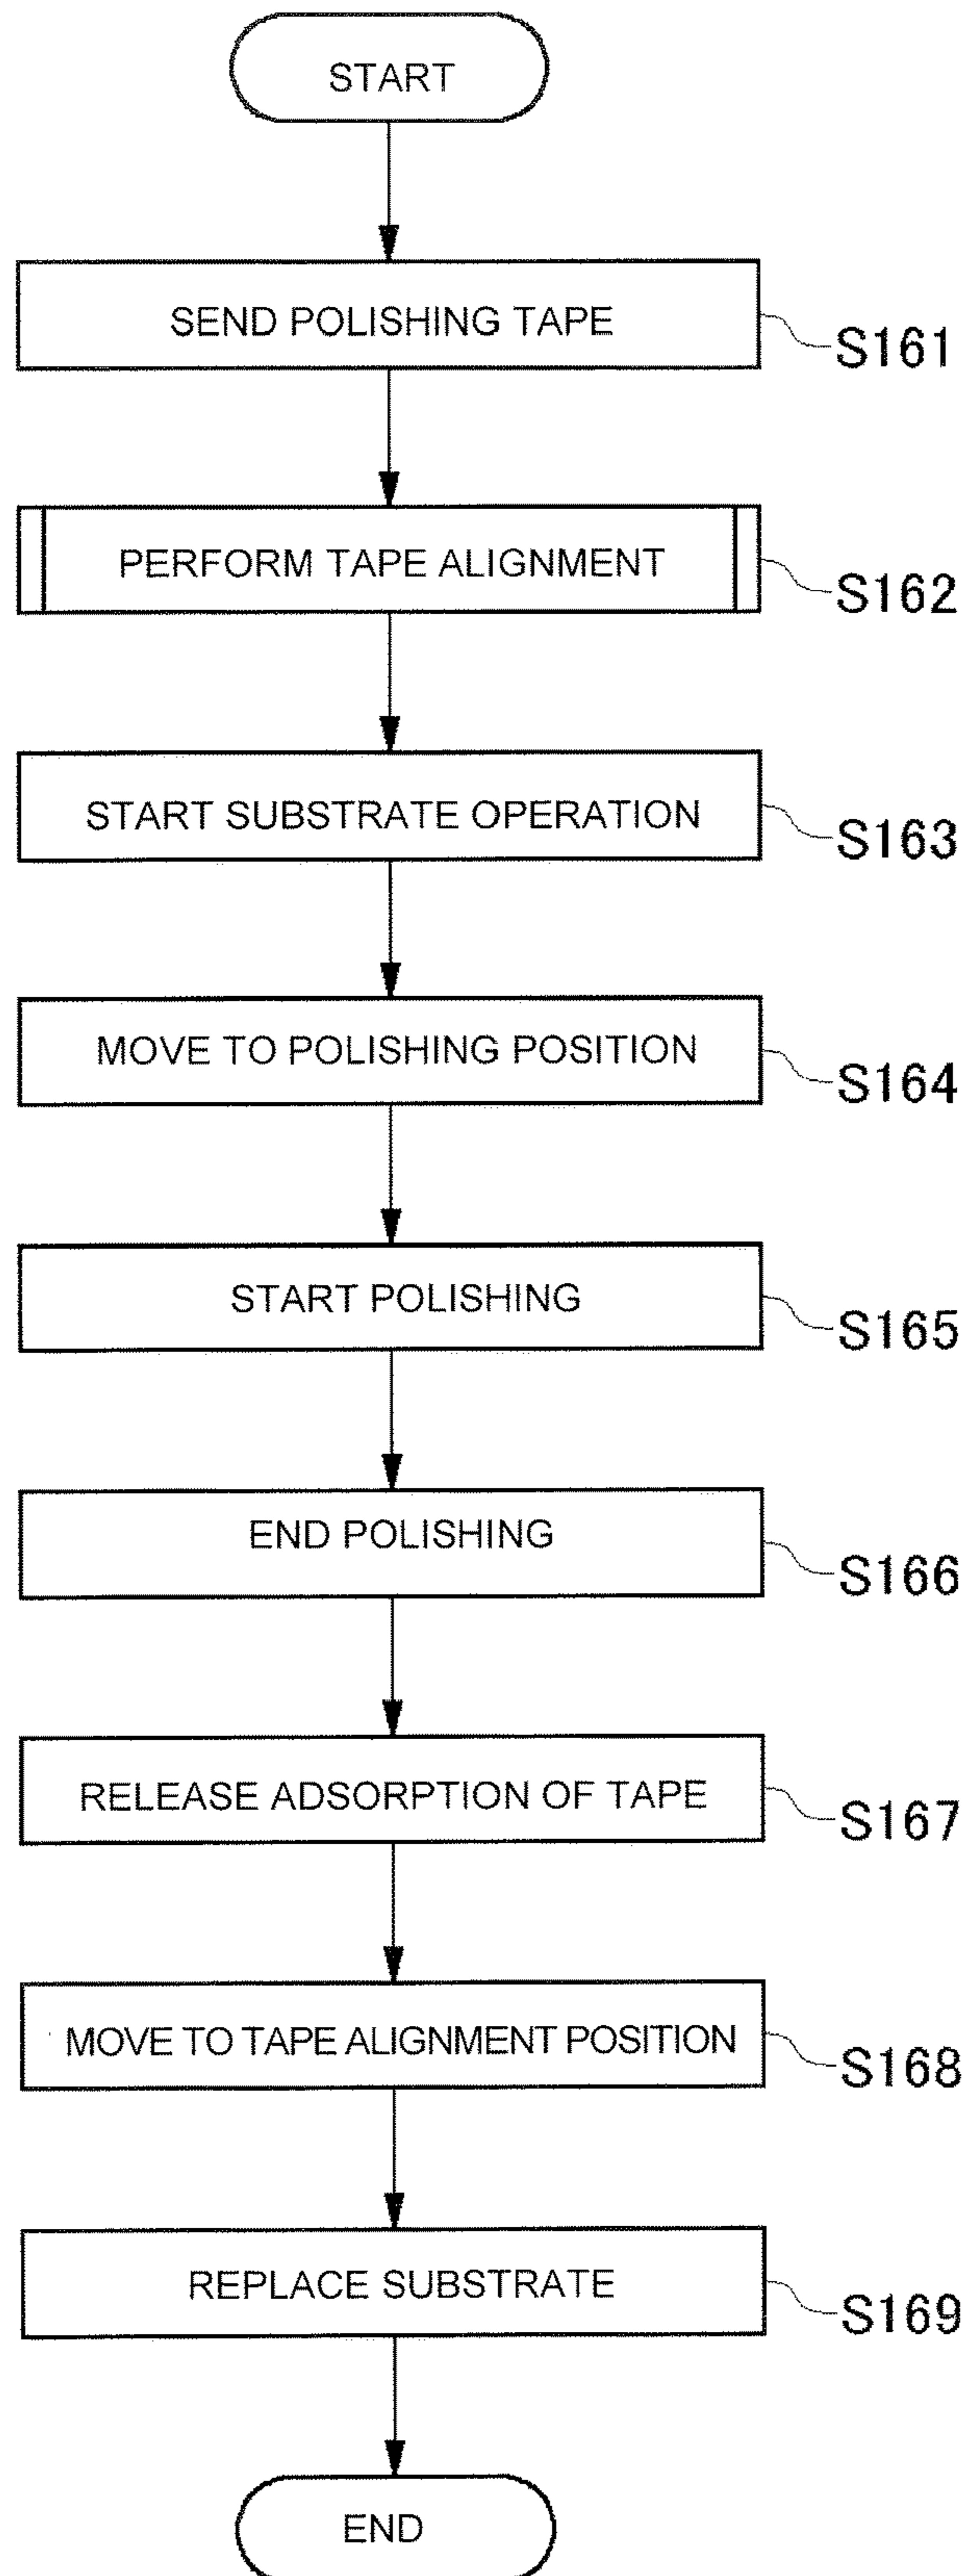 START
SEND POLISHING TAPE
S161
PERFORM TAPE ALIGNMENT
S162
START SUBSTRATE OPERATION
S163
MOVE TO POLISHING POSITION
S164
START POLISHING
S165
END POLISHING
S166
RELEASE ADSORPTION OF TAPE
S167
MOVE TO TAPE ALIGNMENT POSITION
S168
REPLACE SUBSTRATE
S169
END